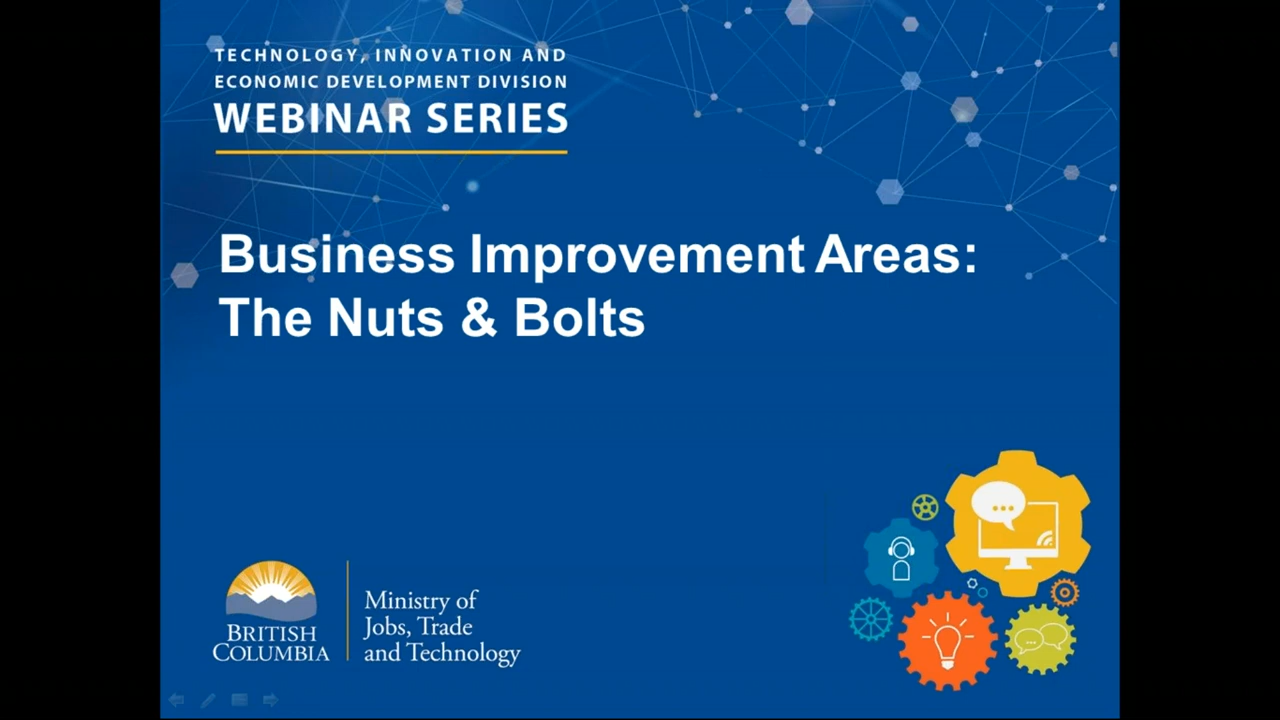 TECHNOLOGY, INNOVATION AND
ECONOMIC DEVELOPMENT DIVISION
WEBINAR SERIES
Business Improvement Areas:
The Nuts & Bolts
BRITISH
COLUMBIA
Ministry of
Jobs, Trade
and Technology